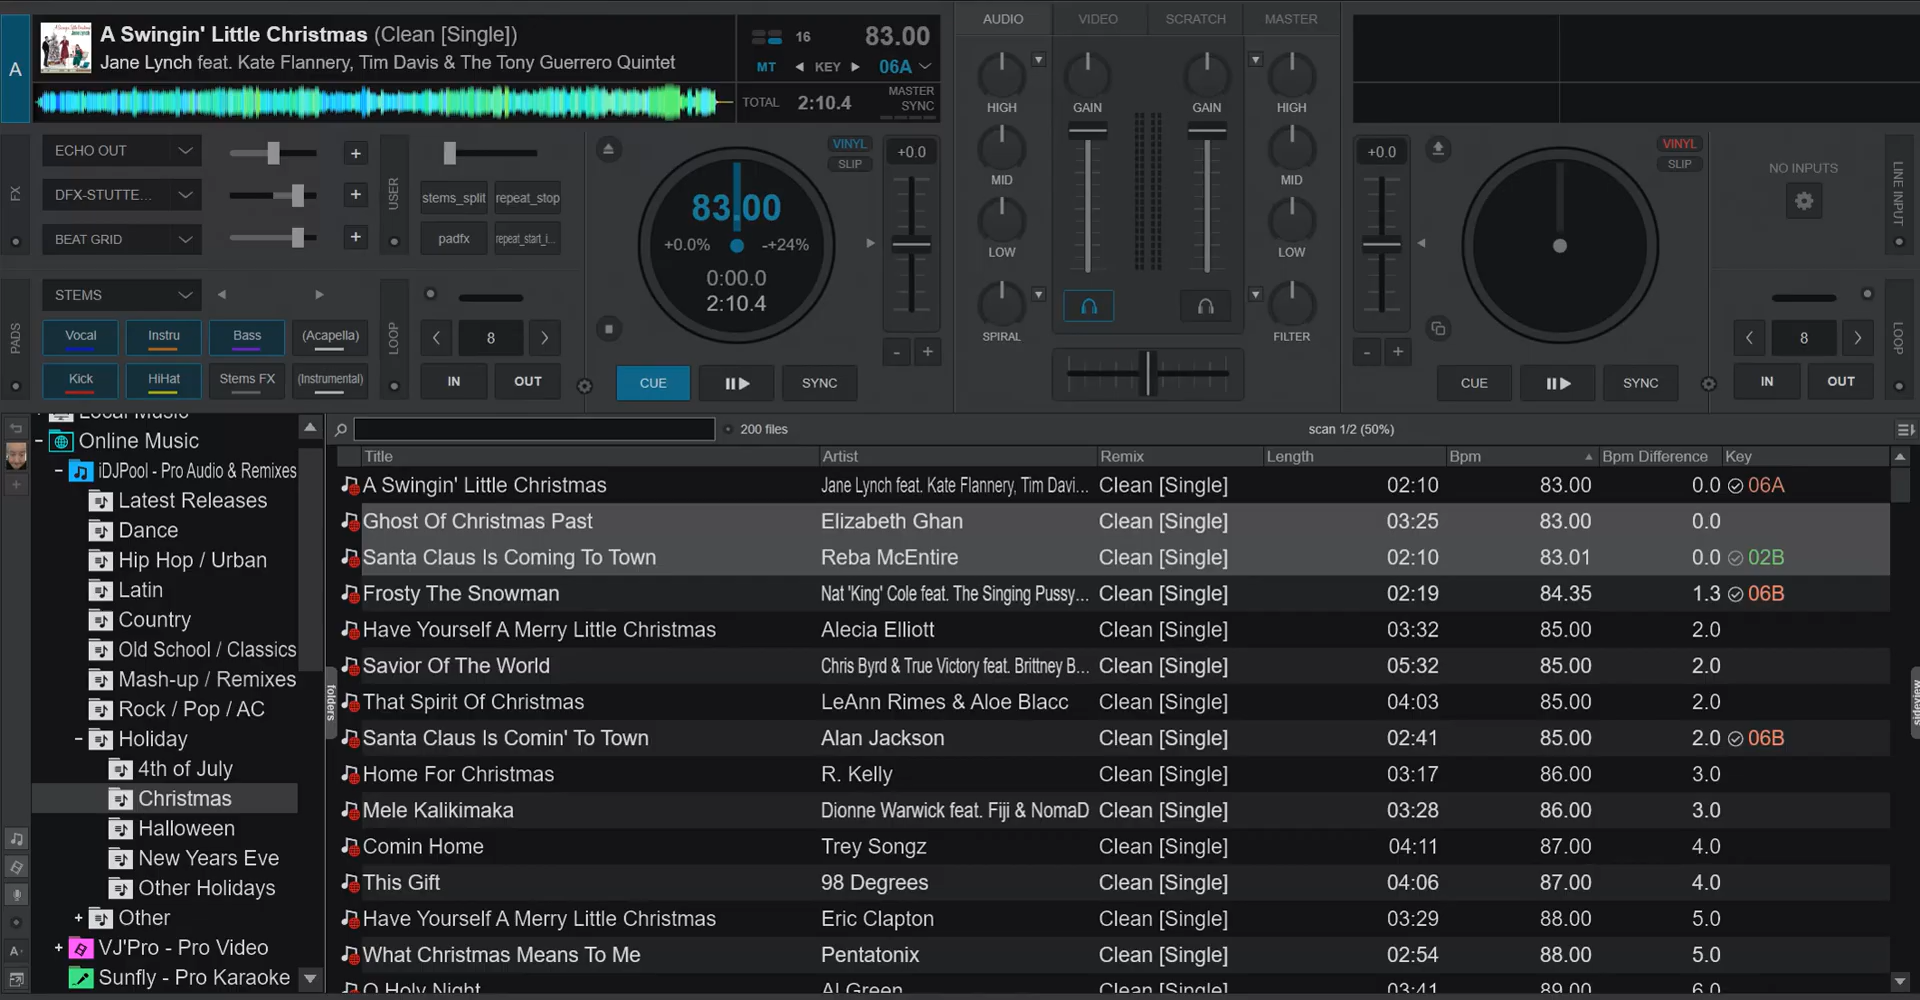 A
A Swingin' Little Christmas (Clean [Single])
Jane Lynch feat. Kate Flannery, Tim Davis & The Tony Guerrero Quintet
16 83.00
MT KEY 06A
TOTAL 2:10.4 MASTER SYNC
AUDIO VIDEO SCRATCH MASTER
HIGH GAIN GAIN HIGH
MID MID
LOW LOW
SPIRAL FILTER
FX
ECHO OUT
DFX-STUTTE...
BEAT GRID
+
+
+
USER
stems_split repeat_stop
padfx repeat_start_i...
PADS
STEMS
Vocal Instru Bass (Acapella)
Kick HiHat Stems FX (Instrumental)
LOOP
8
IN OUT
VINYL
SLIP
+0.0
83.00
+0.0% -+24%
0:00.0
2:10.4
- +
CUE SYNC
+0.0
VINYL
SLIP
- +
CUE SYNC
NO INPUTS
LINE INPUT
8
LOOP
IN OUT
Local Music
Online Music
iDJPool - Pro Audio & Remixes
Latest Releases
Dance
Hip Hop / Urban
Latin
Country
Old School / Classics
Mash-up / Remixes
Rock / Pop / AC
Holiday
4th of July
Christmas
Halloween
New Years Eve
Other Holidays
Other
VJ'Pro - Pro Video
Sunfly - Pro Karaoke
folders
200 files scan 1/2 (50%)
Title Artist Remix Length Bpm Bpm Difference Key
A Swingin' Little Christmas Jane Lynch feat. Kate Flannery, Tim Davi... Clean [Single] 02:10 83.00 0.0 06A
Ghost Of Christmas Past Elizabeth Ghan Clean [Single] 03:25 83.00 0.0
Santa Claus Is Coming To Town Reba McEntire Clean [Single] 02:10 83.01 0.0 02B
Frosty The Snowman Nat 'King' Cole feat. The Singing Pussy... Clean [Single] 02:19 84.35 1.3 06B
Have Yourself A Merry Little Christmas Alecia Elliott Clean [Single] 03:32 85.00 2.0
Savior Of The World Chris Byrd & True Victory feat. Brittney B... Clean [Single] 05:32 85.00 2.0
That Spirit Of Christmas LeAnn Rimes & Aloe Blacc Clean [Single] 04:03 85.00 2.0
Santa Claus Is Comin' To Town Alan Jackson Clean [Single] 02:41 85.00 2.0 06B
Home For Christmas R. Kelly Clean [Single] 03:17 86.00 3.0
Mele Kalikimaka Dionne Warwick feat. Fiji & NomaD Clean [Single] 03:28 86.00 3.0
Comin Home Trey Songz Clean [Single] 04:11 87.00 4.0
This Gift 98 Degrees Clean [Single] 04:06 87.00 4.0
Have Yourself A Merry Little Christmas Eric Clapton Clean [Single] 03:29 88.00 5.0
What Christmas Means To Me Pentatonix Clean [Single] 02:54 88.00 5.0
O Holy Night Al Green Clean [Single] 03:41 89.00 6.0
sideview